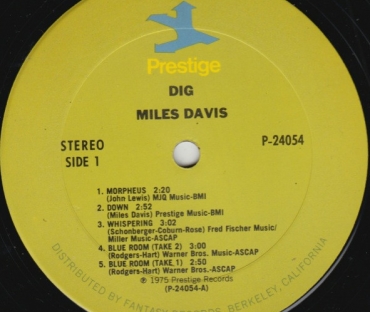 Prestige
DIG
MILES DAVIS
STEREO
SIDE 1
P-24054
1. MORPHEUS 2:20
(John Lewis) MJQ Music-BMI
2. DOWN 2:52
(Miles Davis) Prestige Music-BMI
3. WHISPERING 3:02
(Schonberger-Coburn-Rose) Fred Fischer Music/
Miller Music-ASCAP
4. BLUE ROOM (TAKE 2) 3:00
(Rodgers-Hart) Warner Bros. Music-ASCAP
5. BLUE ROOM (TAKE 1) 2:50
(Rodgers-Hart) Warner Bros.-ASCAP
℗ 1975 Prestige Records
(P-24054-A)
DISTRIBUTED BY FANTASY RECORDS, BERKELEY, CALIFORNIA